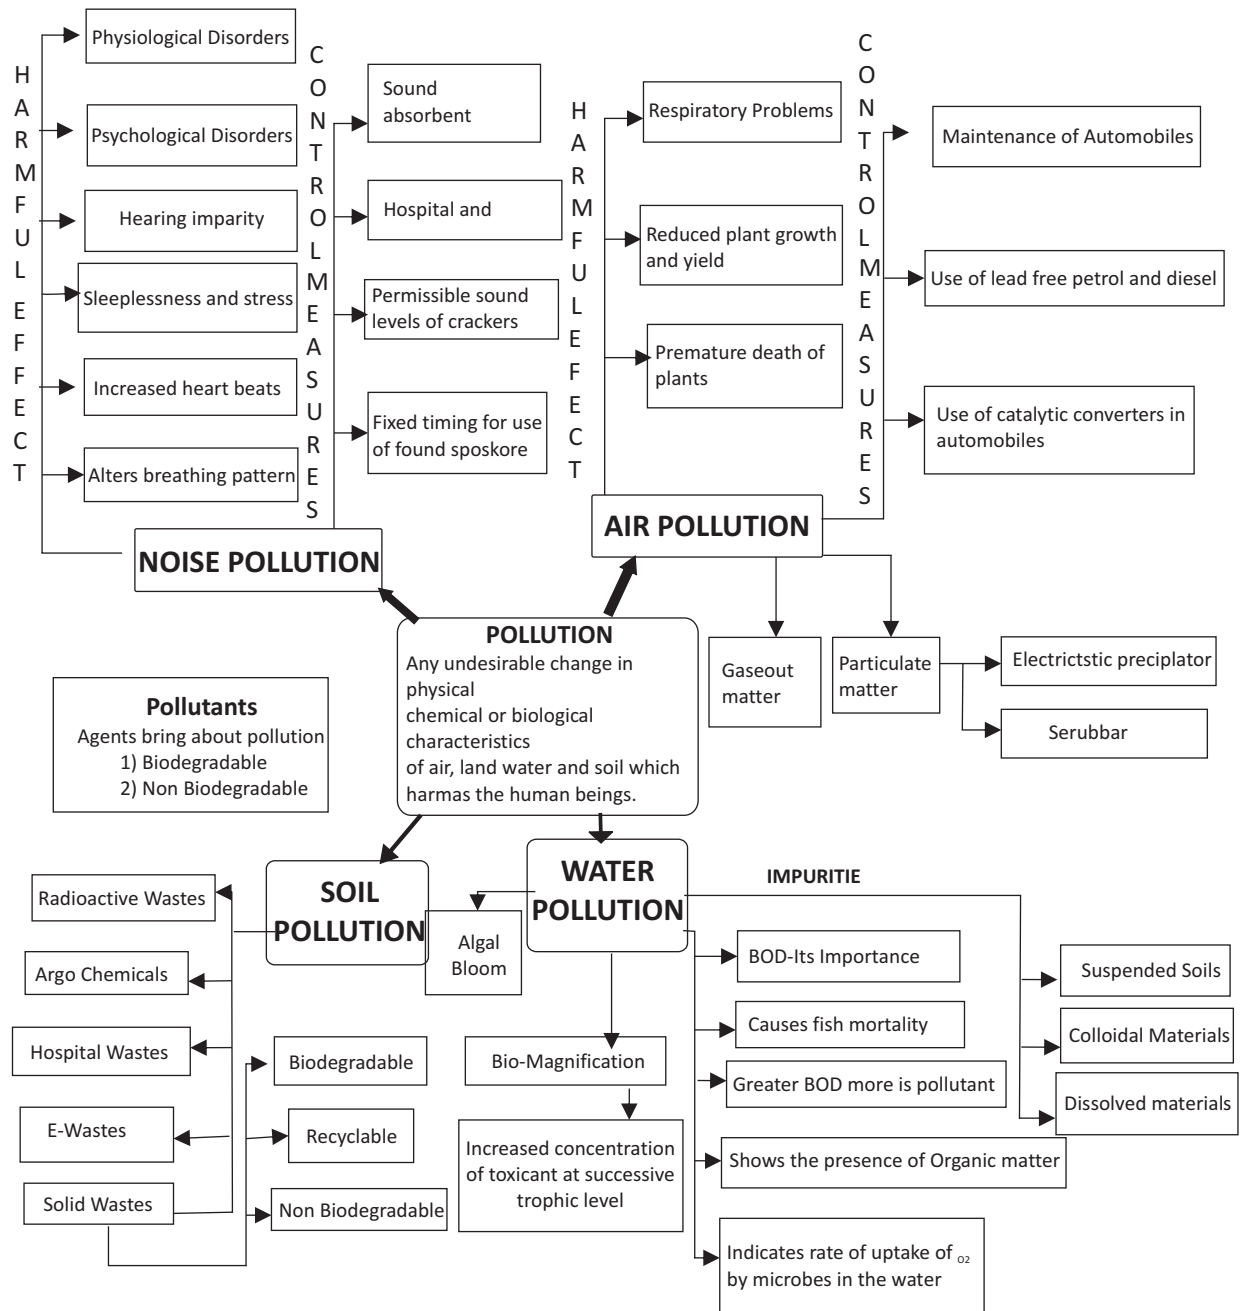 HARMFUL EFFECT
Physiological Disorders
Psychological Disorders
Hearing imparity
Sleeplessness and stress
Increased heart beats
Alters breathing pattern
CONTROL MEASURES
Sound
absorbent
Hospital and
Permissible sound
levels of crackers
Fixed timing for use
of found sposkore
NOISE POLLUTION
HARMFUL EFECT
Respiratory Problems
Reduced plant growth
and yield
Premature death of
plants
CONTROL MEASURES
Maintenance of Automobiles
Use of lead free petrol and diesel
Use of catalytic converters in
automobiles
AIR POLLUTION
Gaseout
matter
Particulate
matter
Electrictstic preciplator
Serubbar
POLLUTION
Any undesirable change in
physical
chemical or biological
characteristics
of air, land water and soil which
harmas the human beings.
Pollutants
Agents bring about pollution
1) Biodegradable
2) Non Biodegradable
SOIL
POLLUTION
Radioactive Wastes
Argo Chemicals
Hospital Wastes
E-Wastes
Solid Wastes
Biodegradable
Recyclable
Non Biodegradable
WATER
POLLUTION
Algal
Bloom
Bio-Magnification
Increased concentration
of toxicant at successive
trophic level
BOD-Its Importance
Causes fish mortality
Greater BOD more is pollutant
Shows the presence of Organic matter
Indicates rate of uptake of O2
by microbes in the water
IMPURITIE
Suspended Soils
Colloidal Materials
Dissolved materials